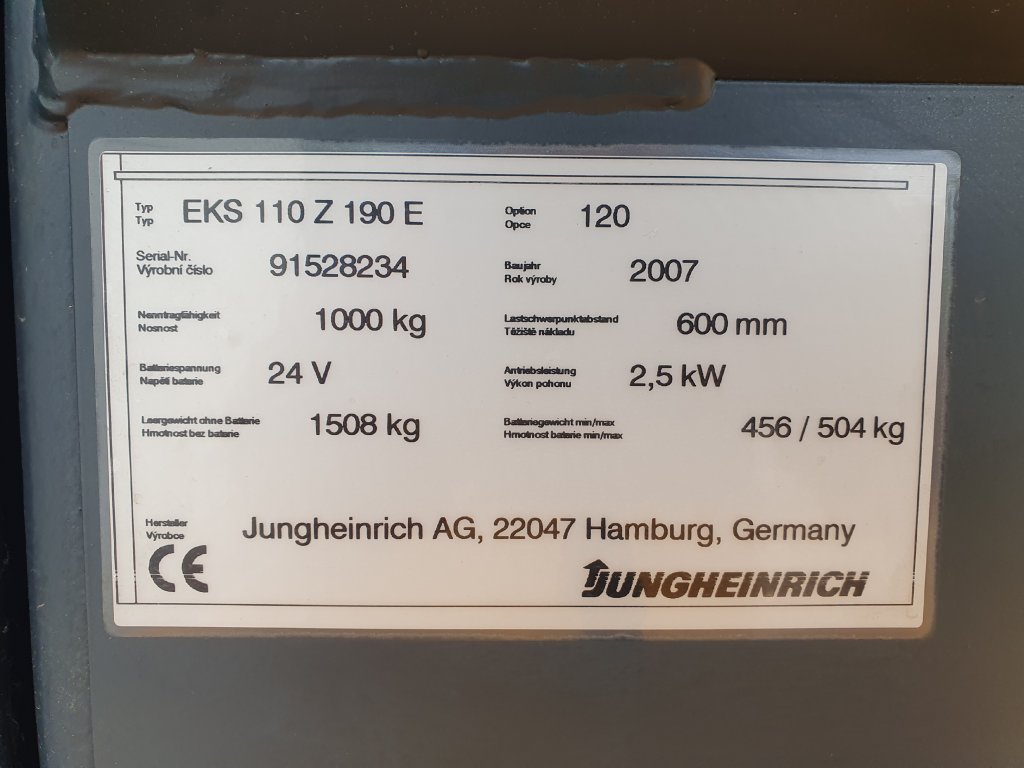 Typ EKS 110 Z 190 E Option 120
Typ Opce
Serial-Nr. 91528234 Baujahr 2007
Výrobní číslo Rok výroby
Nenntragfähigkeit 1000 kg Lastschwerpunktabstand 600 mm
Nosnost Těžiště nákladu
Batteriespannung 24 V Antriebsleistung 2,5 kW
Napětí baterie Výkon pohonu
Leergewicht ohne Batterie 1508 kg Batteriegewicht min/max 456 / 504 kg
Hmotnost bez baterie Hmotnost baterie min/max
Hersteller Jungheinrich AG, 22047 Hamburg, Germany
Výrobce
CE JUNGHEINRICH